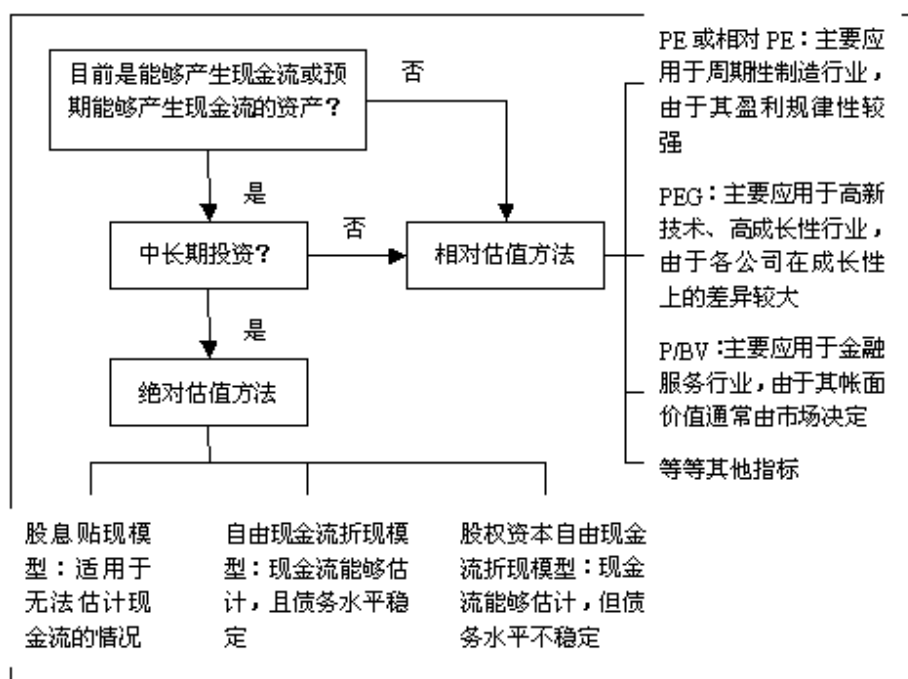 目前是能够产生现金流或预
期能够产生现金流的资产？
否
是
中长期投资？
否
相对估值方法
是
绝对估值方法
PE 或相对 PE：主要应
用于周期性制造行业，
由于其盈利规律性较
强
PEG：主要应用于高新
技术、高成长性行业，
由于各公司在成长性
上的差异较大
P/BV：主要应用于金融
服务行业，由于其帐面
价值通常由市场决定
等等其他指标
股息贴现模
型：适用于
无法估计现
金流的情况
自由现金流折现模
型：现金流能够估
计，且债务水平稳
定
股权资本自由现金
流折现模型：现金
流能够估计，但债
务水平不稳定